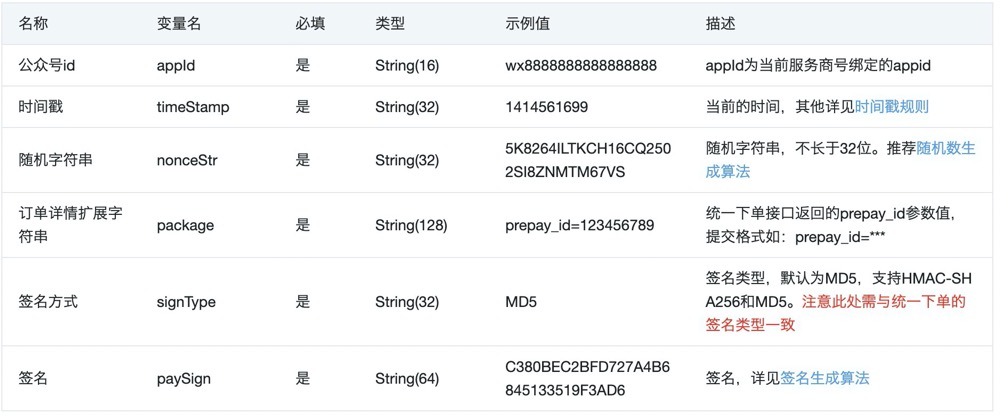 名称 变量名 必填 类型 示例值 描述
公众号id appId 是 String(16) wx8888888888888888 appId为当前服务商号绑定的appid
时间戳 timeStamp 是 String(32) 1414561699 当前的时间，其他详见时间戳规则
随机字符串 nonceStr 是 String(32) 5K8264ILTKCH16CQ250
2SI8ZNMTM67VS 随机字符串，不长于32位。推荐随机数生
成算法
订单详情扩展字
符串 package 是 String(128) prepay_id=123456789 统一下单接口返回的prepay_id参数值，
提交格式如：prepay_id=***
签名方式 signType 是 String(32) MD5 签名类型，默认为MD5，支持HMAC-SH
A256和MD5。注意此处需与统一下单的
签名类型一致
签名 paySign 是 String(64) C380BEC2BFD727A4B6
845133519F3AD6 签名，详见签名生成算法